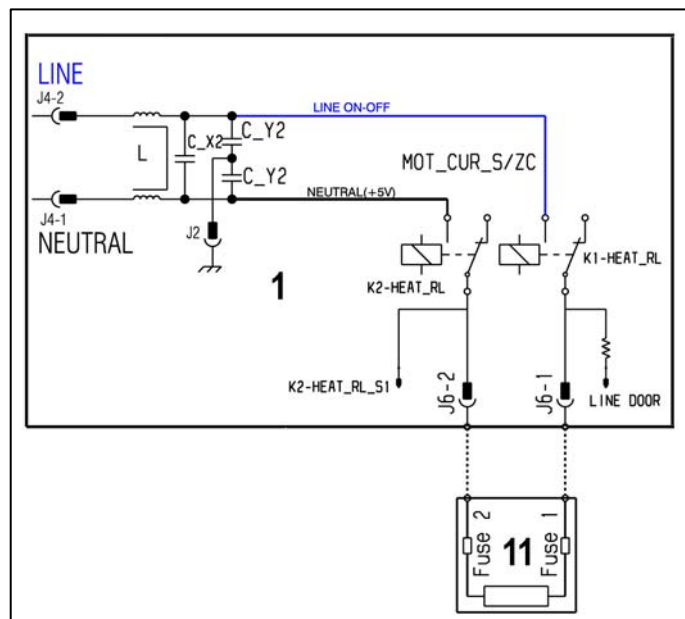 LINE
J4-2
LINE ON-OFF
C_Y2
C_X2
L
MOT_CUR_S/ZC
C_Y2
NEUTRAL(+5V)
J4-1
J2
NEUTRAL
K1-HEAT_RL
1
K2-HEAT_RL
K2-HEAT_RL_S1
J6-2
J6-1
LINE DOOR
Fuse 2
11
Fuse 1